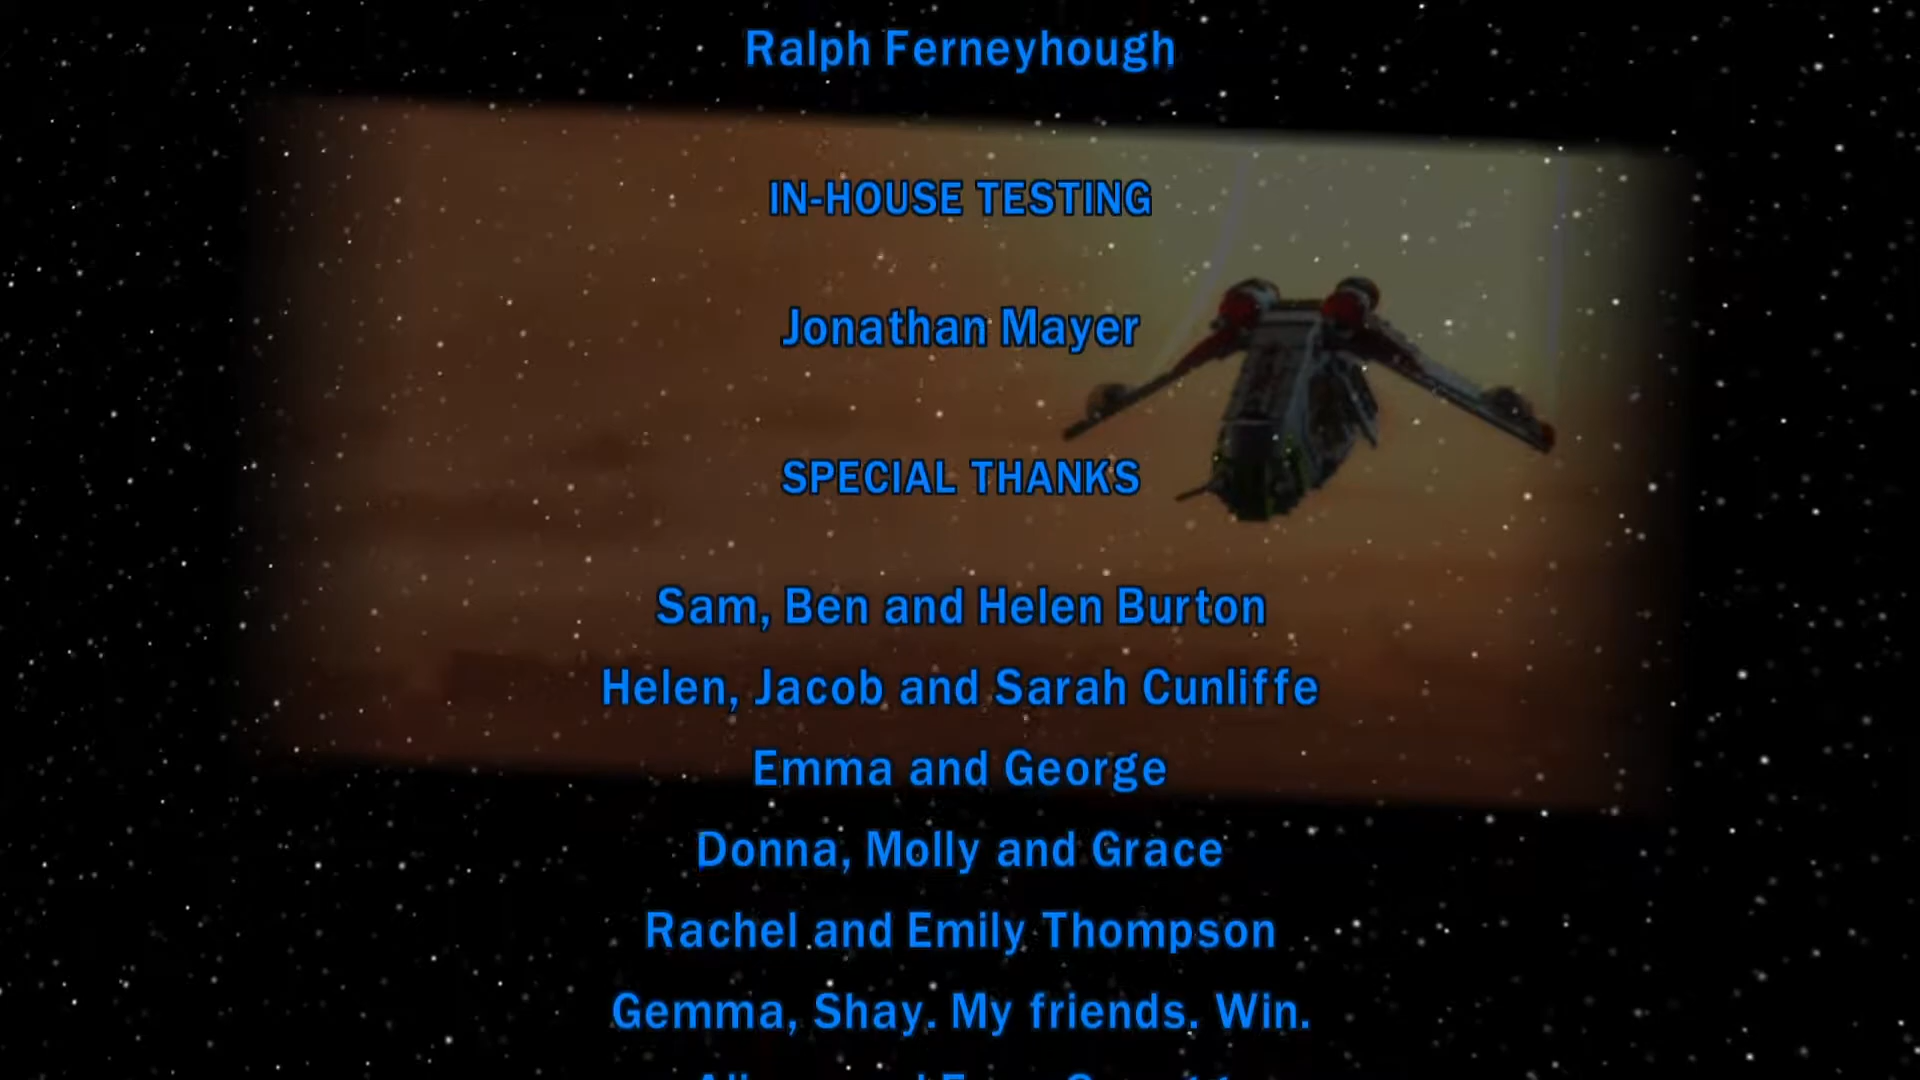 Ralph Ferneyhough
IN-HOUSE TESTING
Jonathan Mayer
SPECIAL THANKS
Sam, Ben and Helen Burton
Helen, Jacob and Sarah Cunliffe
Emma and George
Donna, Molly and Grace
Rachel and Emily Thompson
Gemma, Shay. My friends. Win.